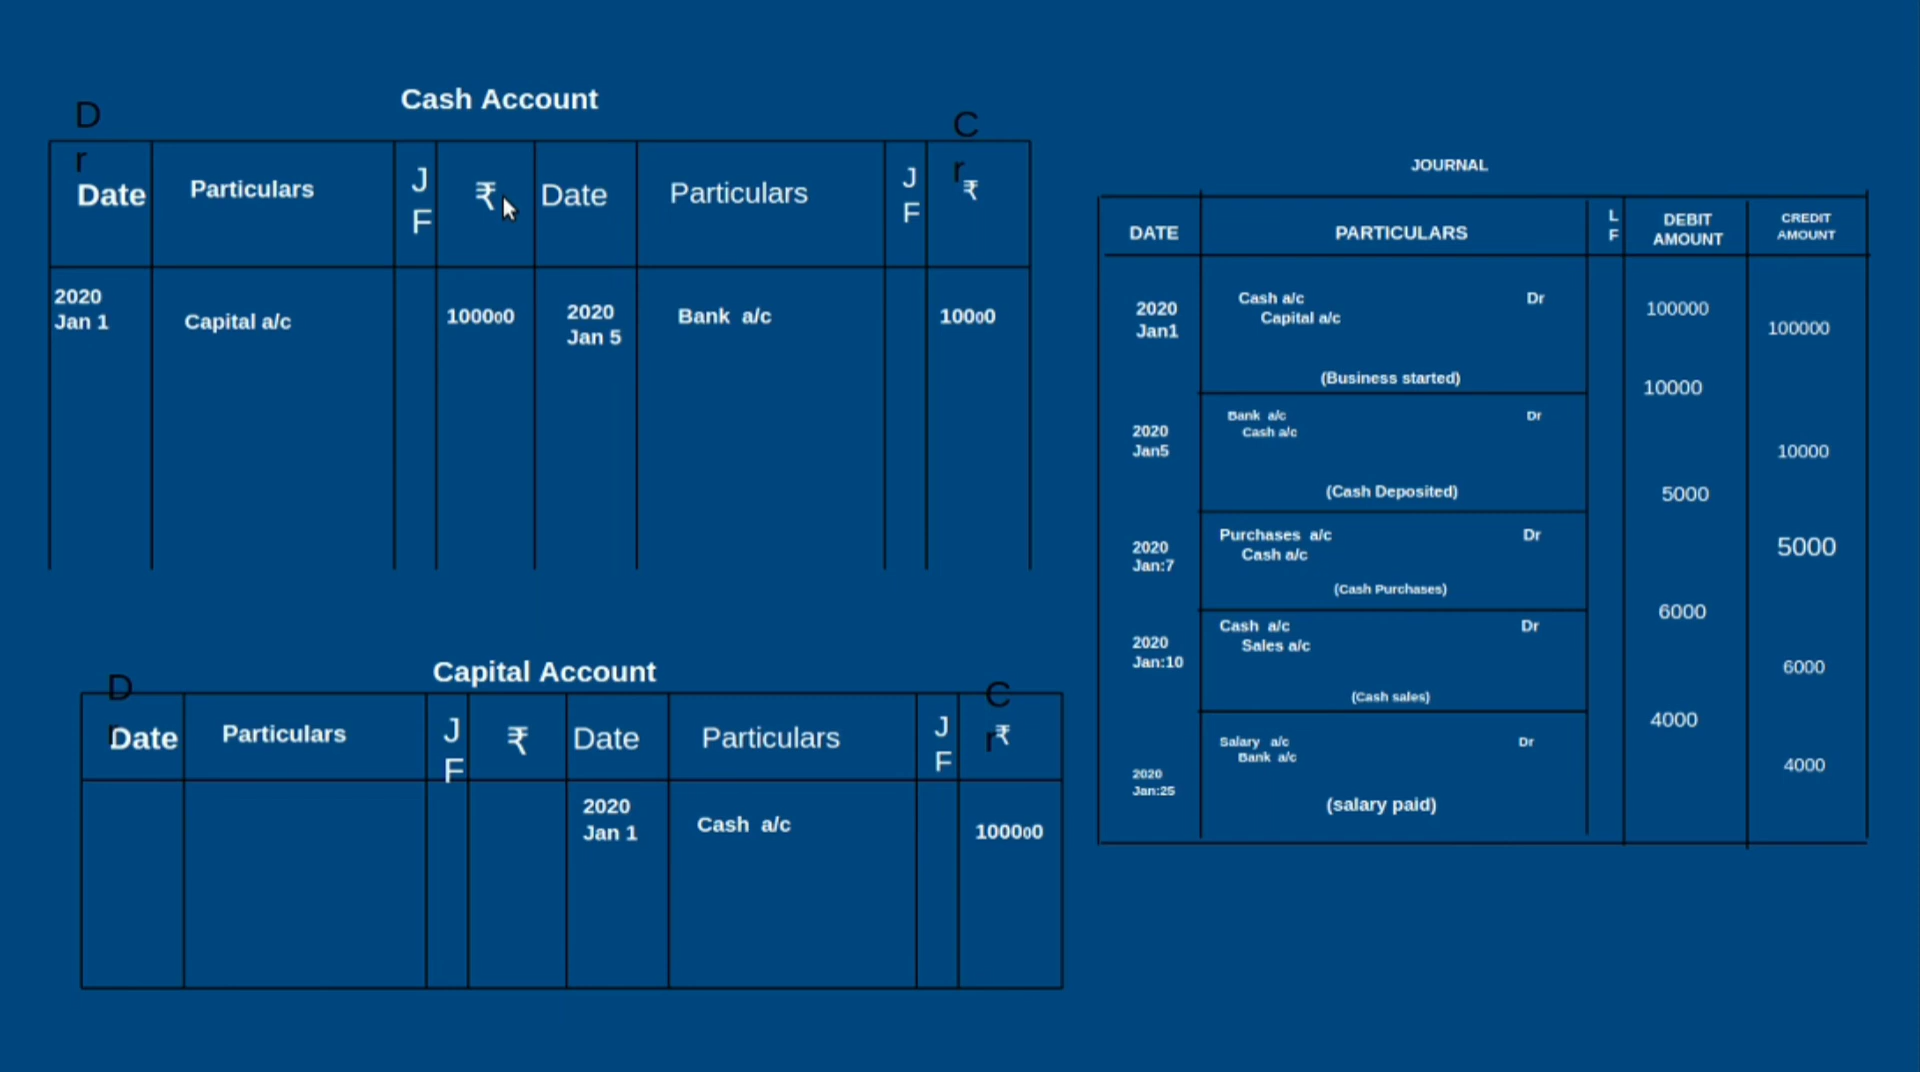 Cash Account
D
r
C
r
Date Particulars J
F ₹ Date Particulars J
F ₹
2020
Jan 1 Capital a/c 100000 2020
Jan 5 Bank a/c 10000
Capital Account
D
r
C
r
Date Particulars J
F ₹ Date Particulars J
F ₹
2020
Jan 1 Cash a/c 100000
JOURNAL
DATE PARTICULARS L
F DEBIT
AMOUNT CREDIT
AMOUNT
2020
Jan1
Cash a/c Dr 100000
Capital a/c 100000
(Business started)
10000
2020
Jan5
Bank a/c Dr
Cash a/c 10000
(Cash Deposited)
5000
2020
Jan:7
Purchases a/c Dr
Cash a/c 5000
(Cash Purchases)
6000
2020
Jan:10
Cash a/c Dr
Sales a/c 6000
(Cash sales)
4000
2020
Jan:25
Salary a/c Dr
Bank a/c 4000
(salary paid)